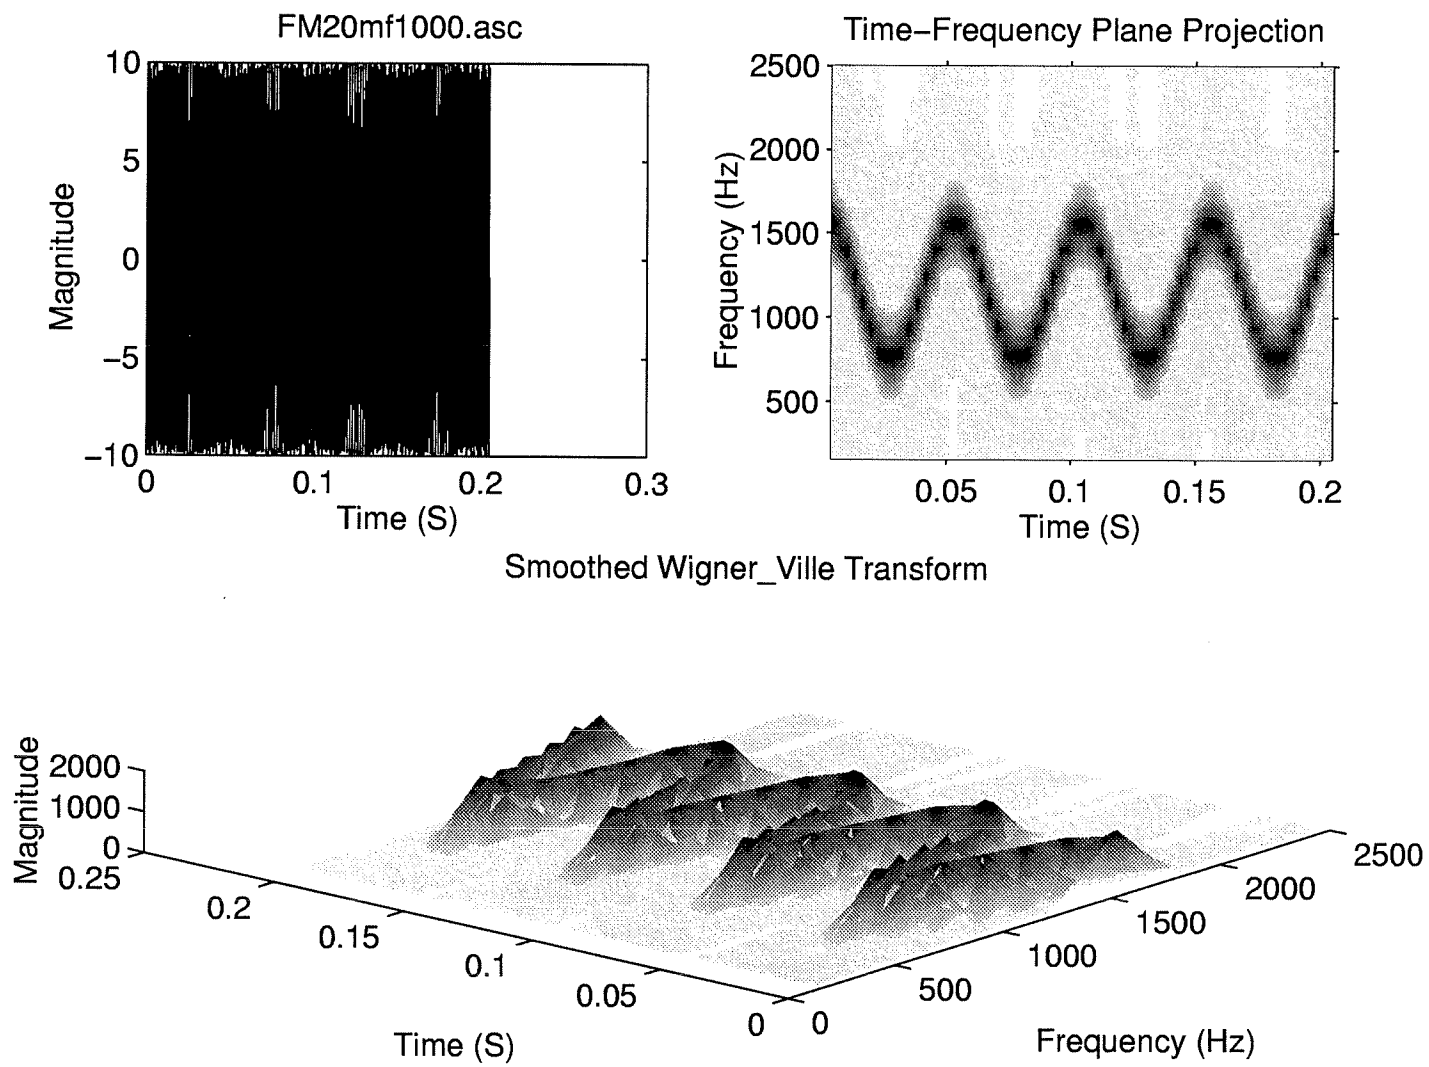 FM20mf1000.asc
10
5
0
−5
−10
Magnitude
0 0.1 0.2 0.3
Time (S)
Time−Frequency Plane Projection
2500
2000
1500
1000
500
Frequency (Hz)
0.05 0.1 0.15 0.2
Time (S)
Smoothed Wigner_Ville Transform
2000
1000
0
Magnitude
0.25
0.2
0.15
0.1
0.05
0
Time (S)
0
500
1000
1500
2000
2500
Frequency (Hz)